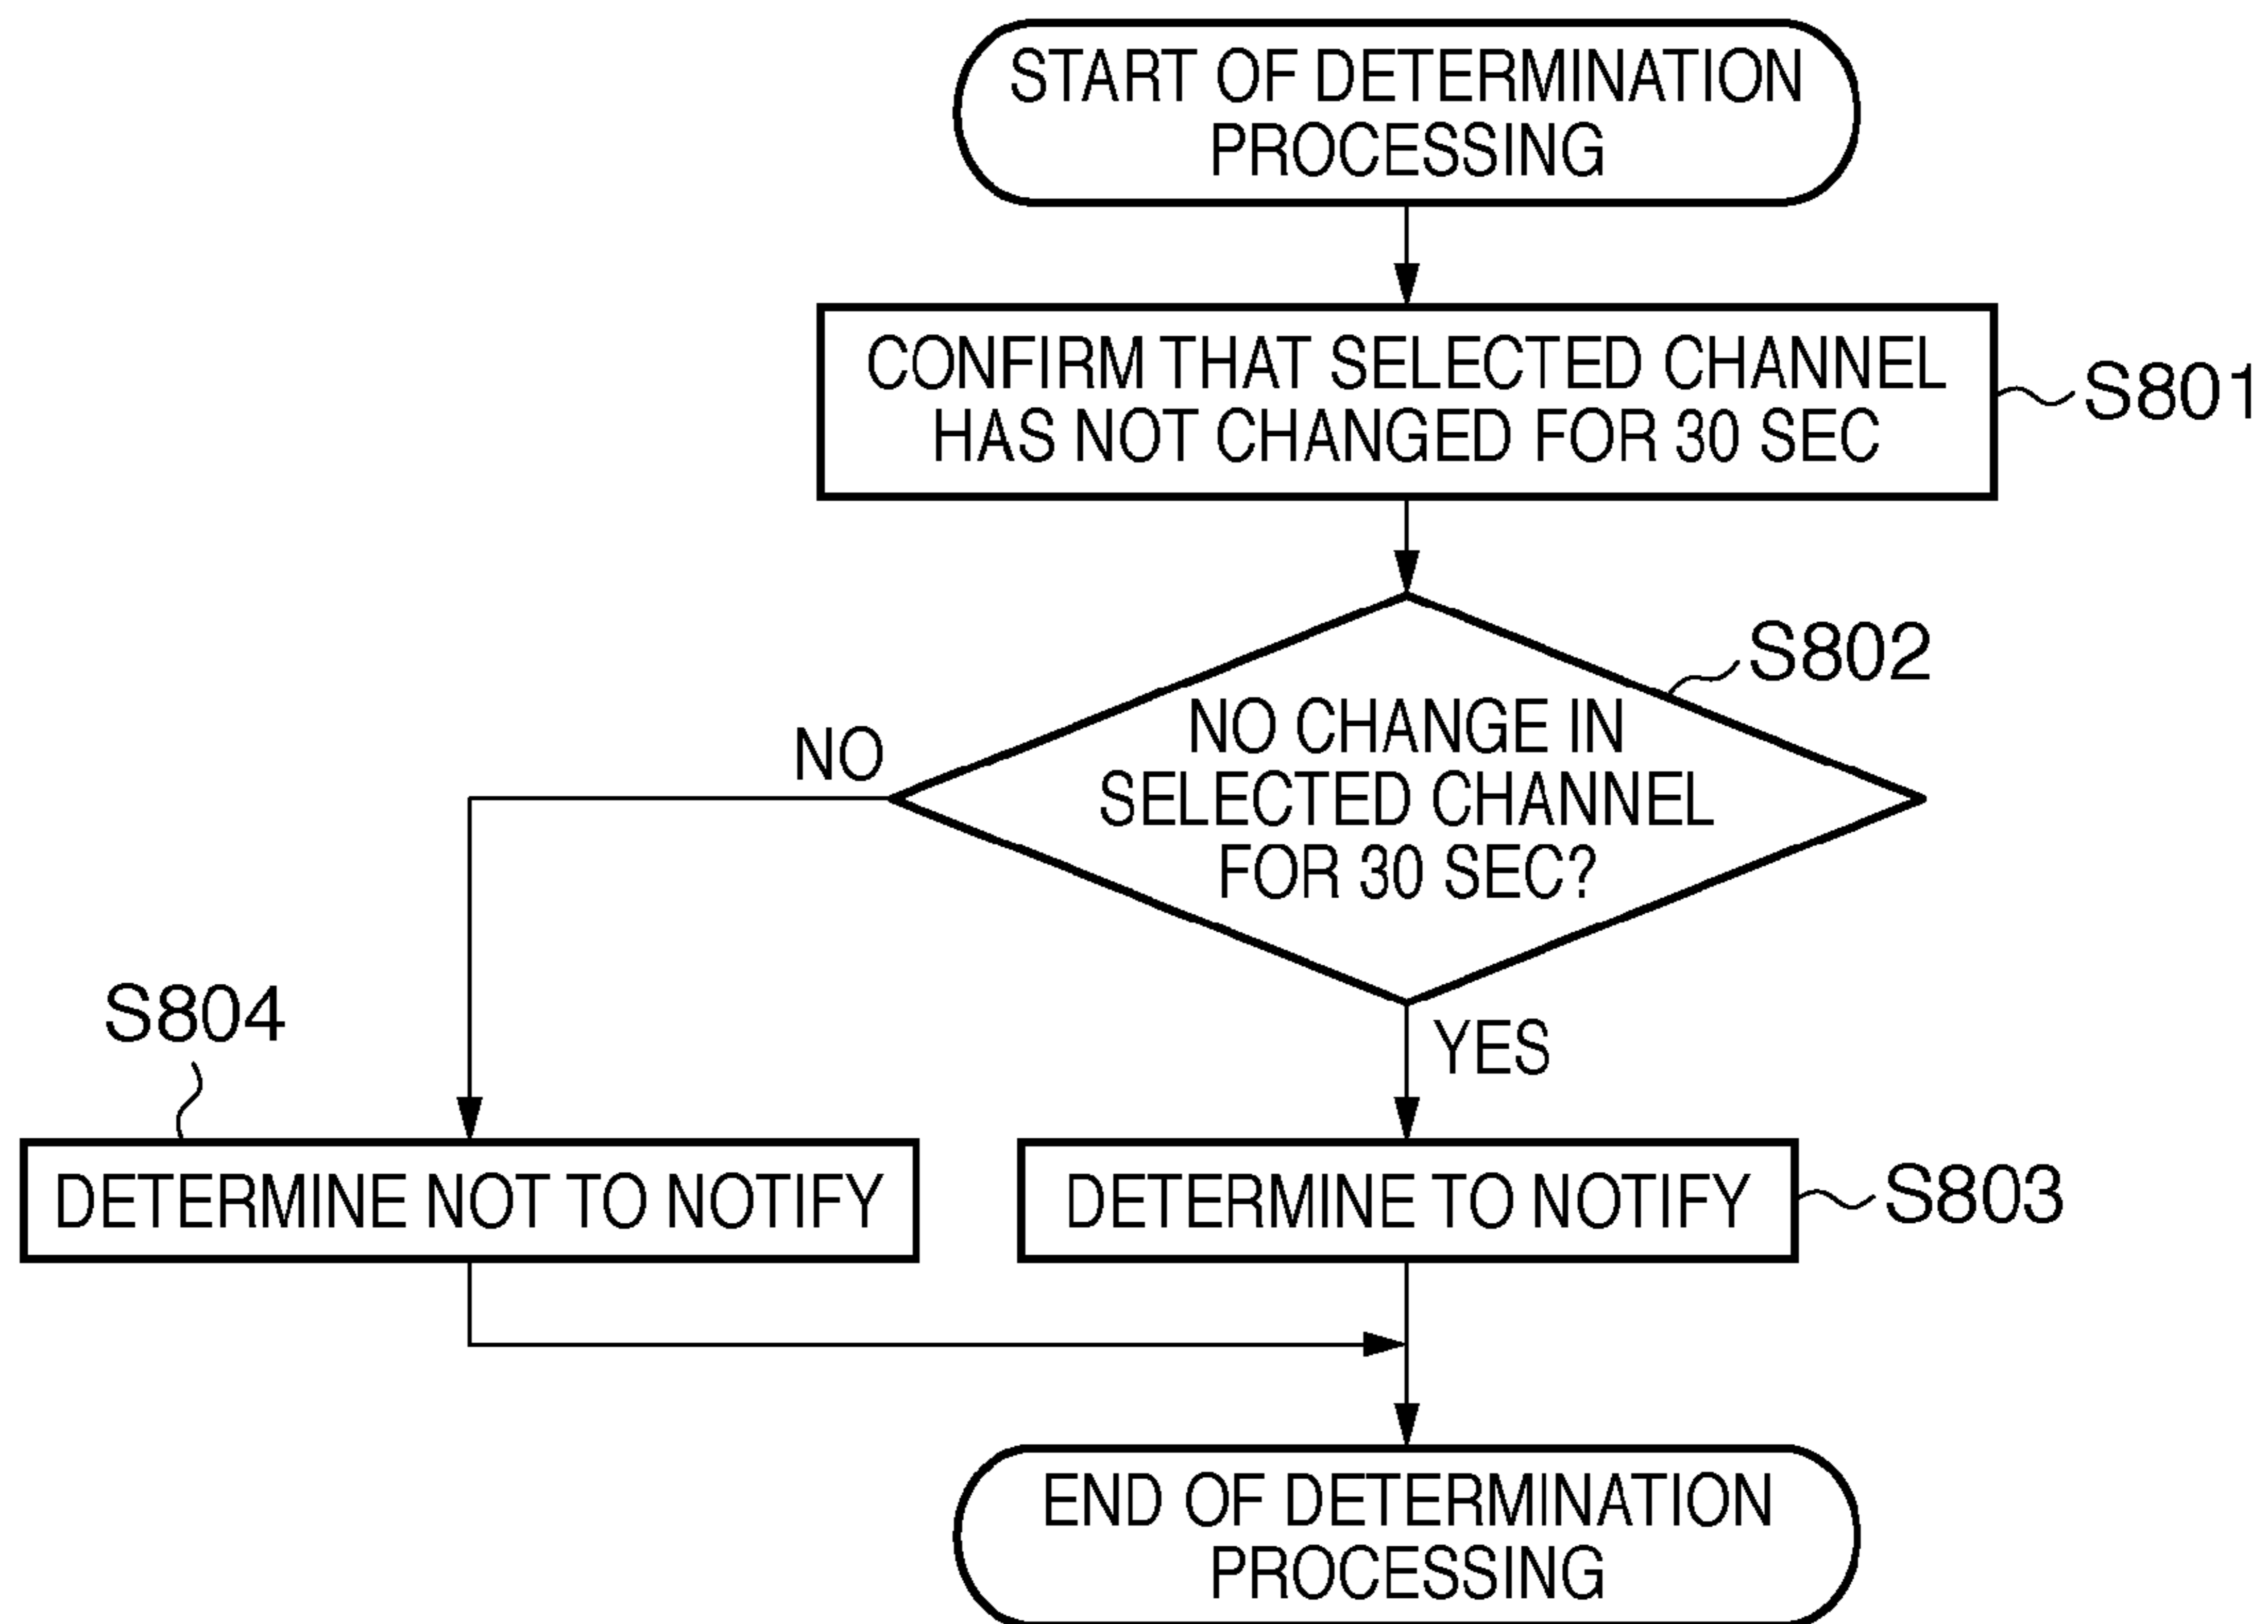 START OF DETERMINATION
PROCESSING
CONFIRM THAT SELECTED CHANNEL
HAS NOT CHANGED FOR 30 SEC
S801
S802
NO CHANGE IN
SELECTED CHANNEL
FOR 30 SEC?
NO
YES
S804
DETERMINE NOT TO NOTIFY
DETERMINE TO NOTIFY
S803
END OF DETERMINATION
PROCESSING